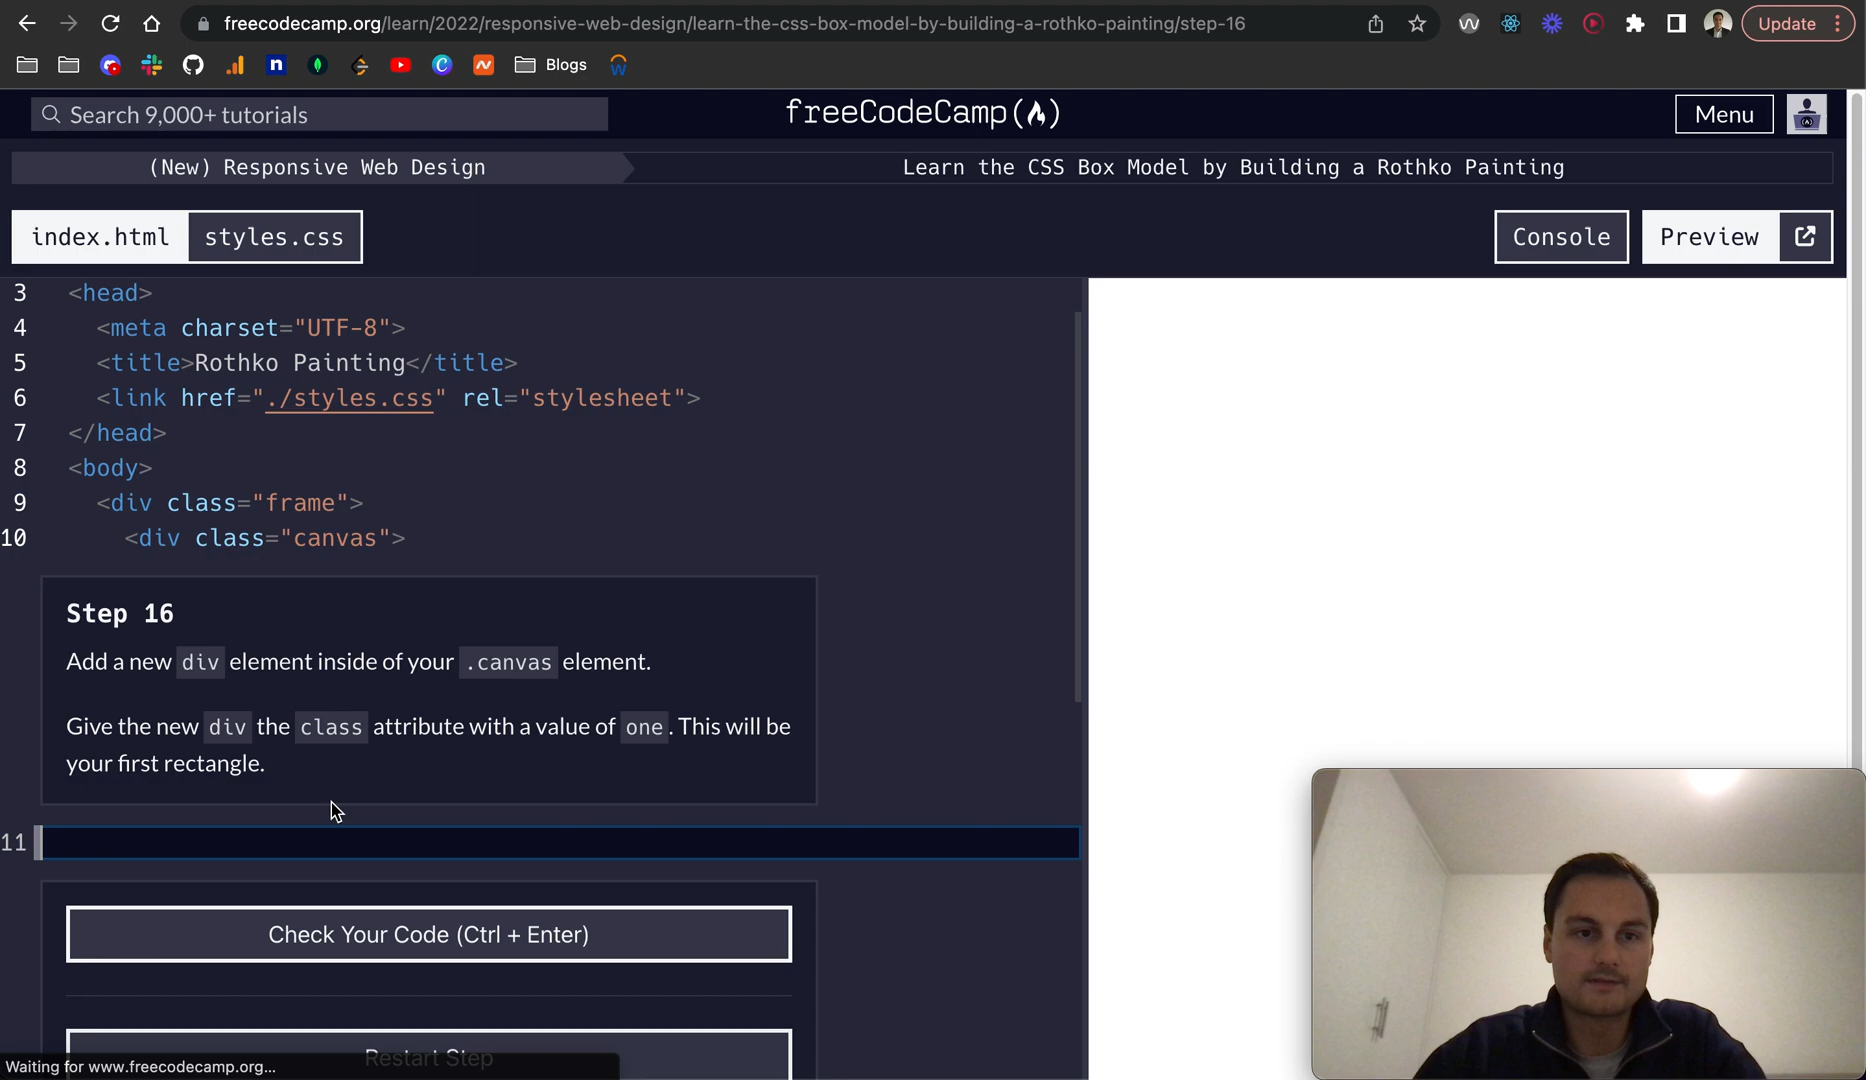 freecodecamp.org/learn/2022/responsive-web-design/learn-the-css-box-model-by-building-a-rothko-painting/step-16
Update
Blogs
Search 9,000+ tutorials
freeCodeCamp
Menu
(New) Responsive Web Design
Learn the CSS Box Model by Building a Rothko Painting
index.html
styles.css
Console
Preview
3 <head>
4 <meta charset="UTF-8">
5 <title>Rothko Painting</title>
6 <link href="./styles.css" rel="stylesheet">
7 </head>
8 <body>
9 <div class="frame">
10 <div class="canvas">
Step 16
Add a new div element inside of your .canvas element.
Give the new div the class attribute with a value of one. This will be
your first rectangle.
11
Check Your Code (Ctrl + Enter)
Restart Step
Waiting for www.freecodecamp.org...